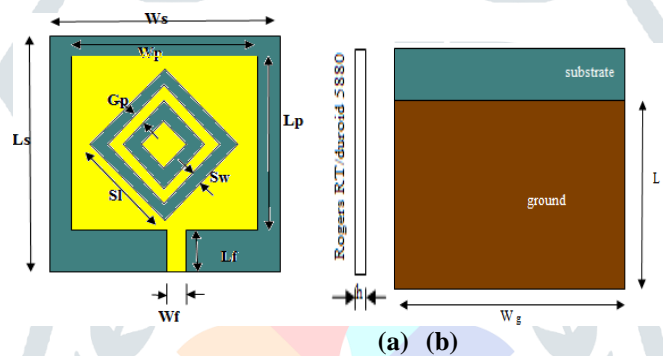 Ws
Wp
Gp
Lp
Ls
Sw
Sl
Lf
Wf
Rogers RT/duroid 5880
h
substrate
ground
L
Wg
(a) (b)